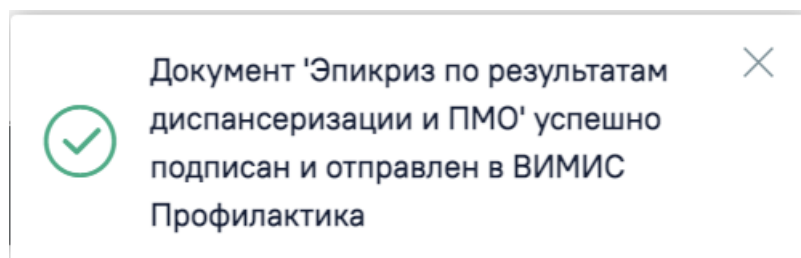 Документ 'Эпикриз по результатам
диспансеризации и ПМО' успешно
подписан и отправлен в ВИМИС
Профилактика